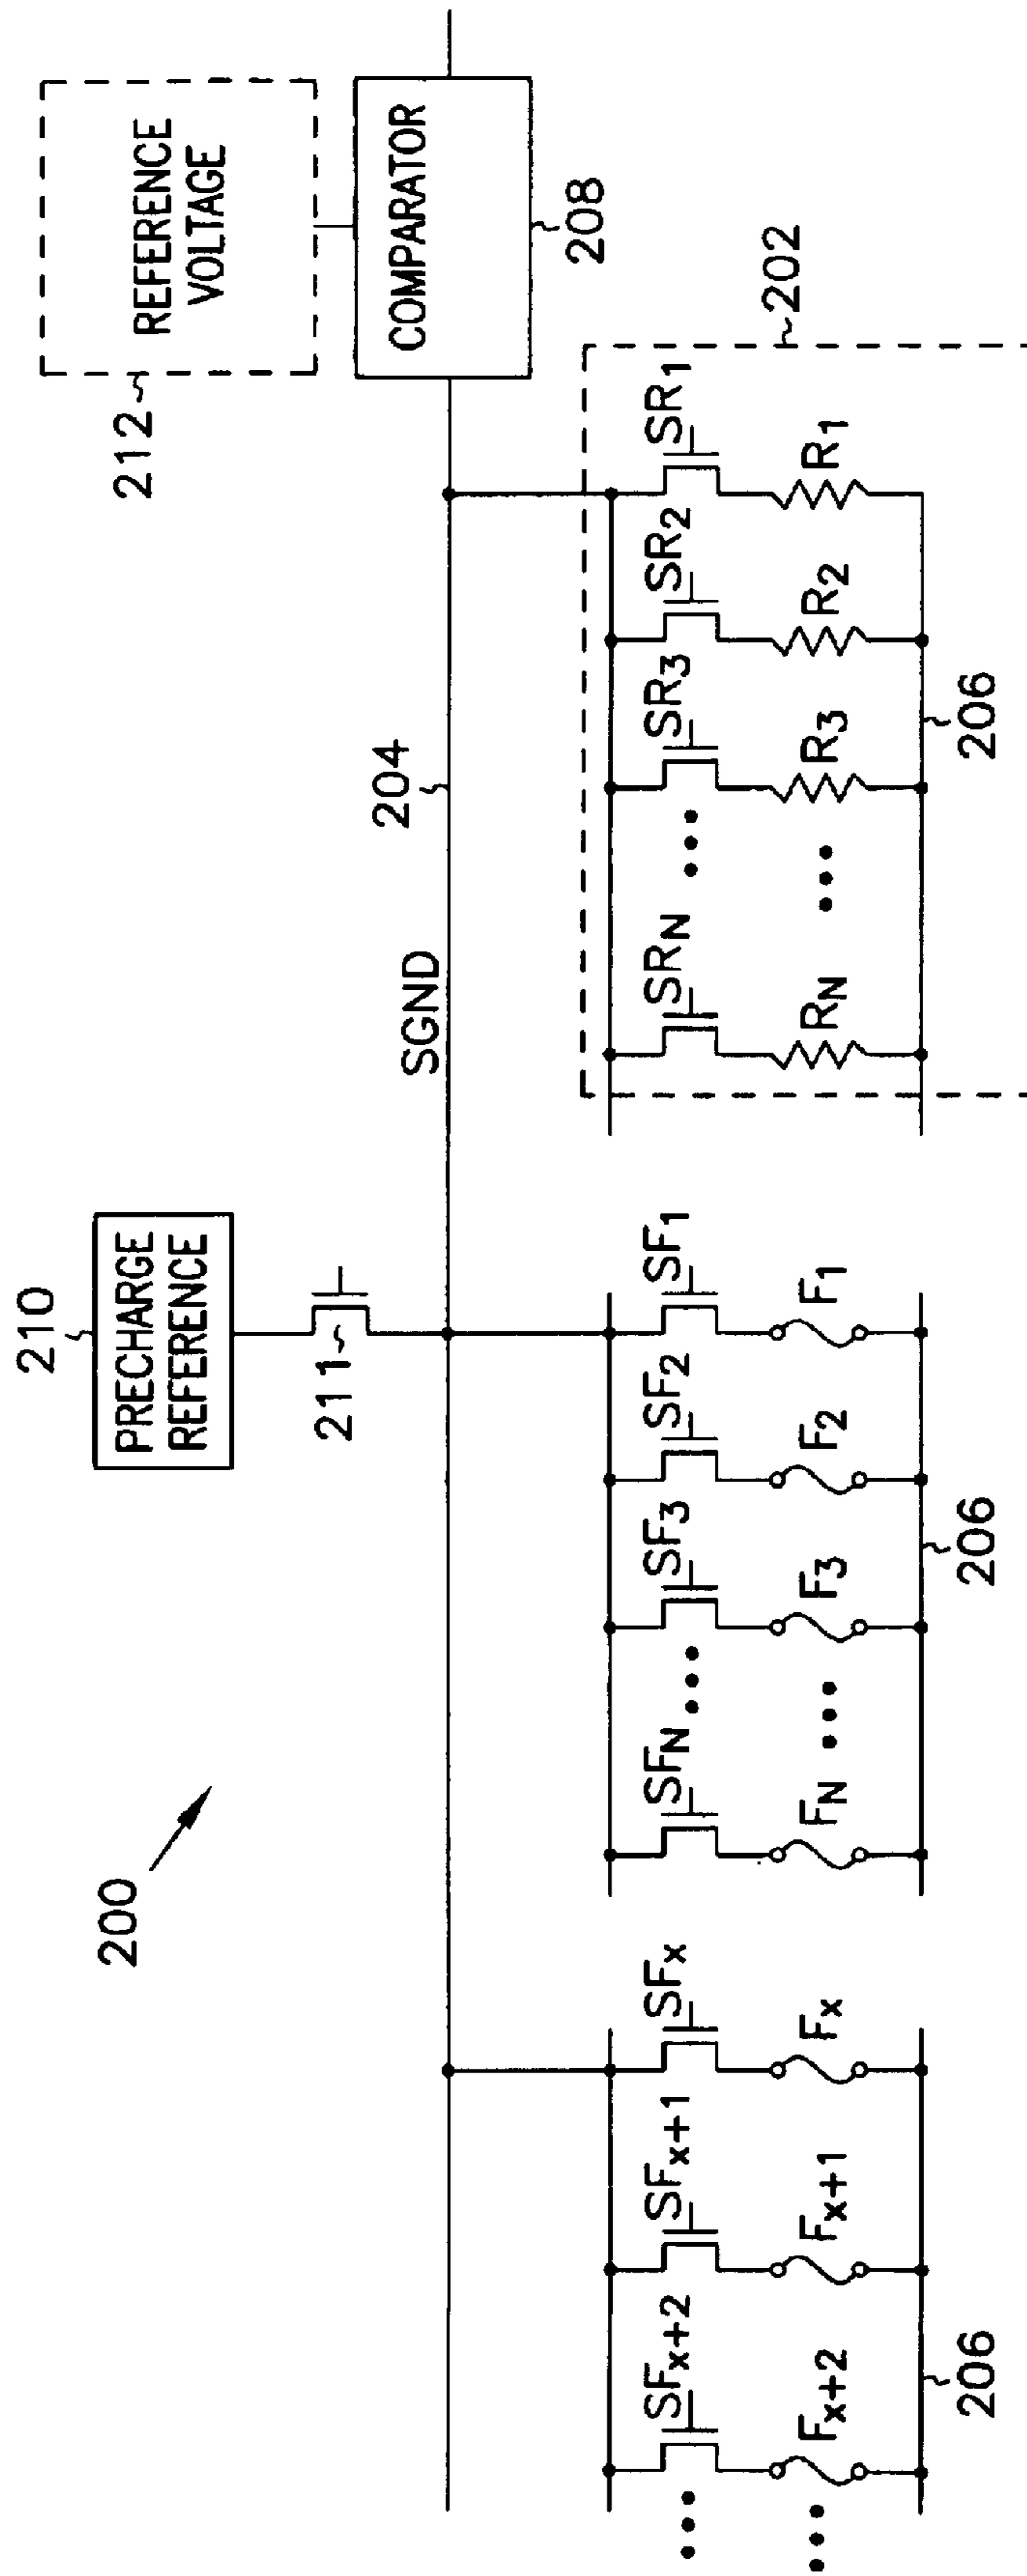 212
REFERENCE
VOLTAGE
COMPARATOR
208
210
PRECHARGE
REFERENCE
211
200
SGND
204
202
SFx+2
SFx+1
SFx
SFN
SF3
SF2
SF1
SRN
SR3
SR2
SR1
Fx+2
Fx+1
Fx
FN
F3
F2
F1
RN
R3
R2
R1
206
206
206